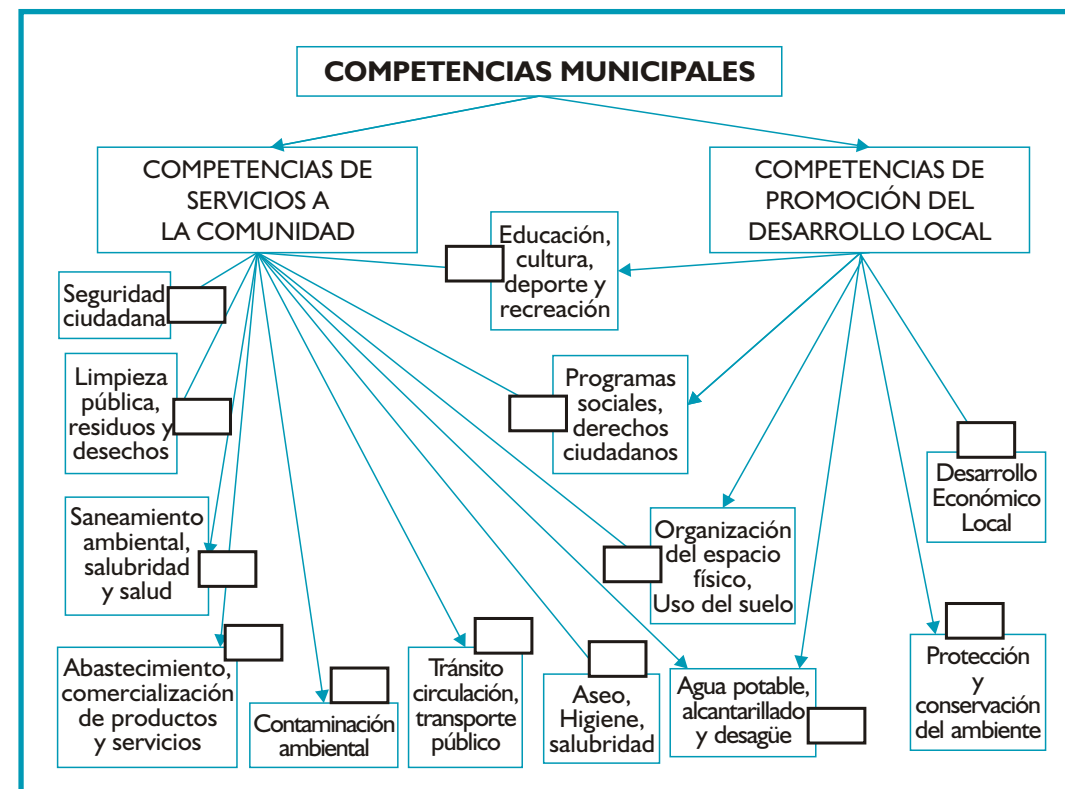 COMPETENCIAS MUNICIPALES
COMPETENCIAS DE
SERVICIOS A
LA COMUNIDAD
COMPETENCIAS DE
PROMOCIÓN DEL
DESARROLLO LOCAL
Educación,
cultura,
deporte y
recreación
Seguridad
ciudadana
Limpieza
pública,
residuos y
desechos
Programas
sociales,
derechos
ciudadanos
Desarrollo
Económico
Local
Saneamiento
ambiental,
salubridad
y salud
Organización
del espacio
físico,
Uso del suelo
Abastecimiento,
comercialización
de productos
y servicios
Contaminación
ambiental
Tránsito
circulación,
transporte
público
Aseo,
Higiene,
salubridad
Agua potable,
alcantarillado
y desagüe
Protección
y
conservación
del ambiente